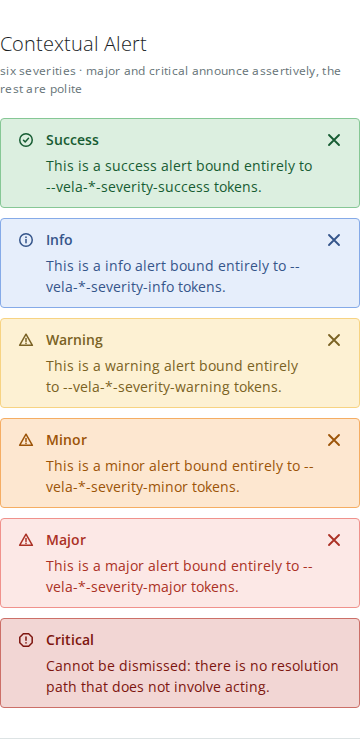 Contextual Alert
six severities · major and critical announce assertively, the
rest are polite
Success
This is a success alert bound entirely to
--vela-*-severity-success tokens.
Info
This is a info alert bound entirely to --
vela-*-severity-info tokens.
Warning
This is a warning alert bound entirely
to --vela-*-severity-warning tokens.
Minor
This is a minor alert bound entirely to --
vela-*-severity-minor tokens.
Major
This is a major alert bound entirely to --
vela-*-severity-major tokens.
Critical
Cannot be dismissed: there is no resolution
path that does not involve acting.